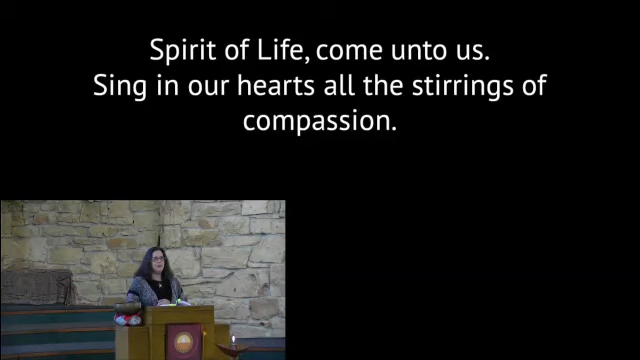 Spirit of Life, come unto us.
Sing in our hearts all the stirrings of
compassion.